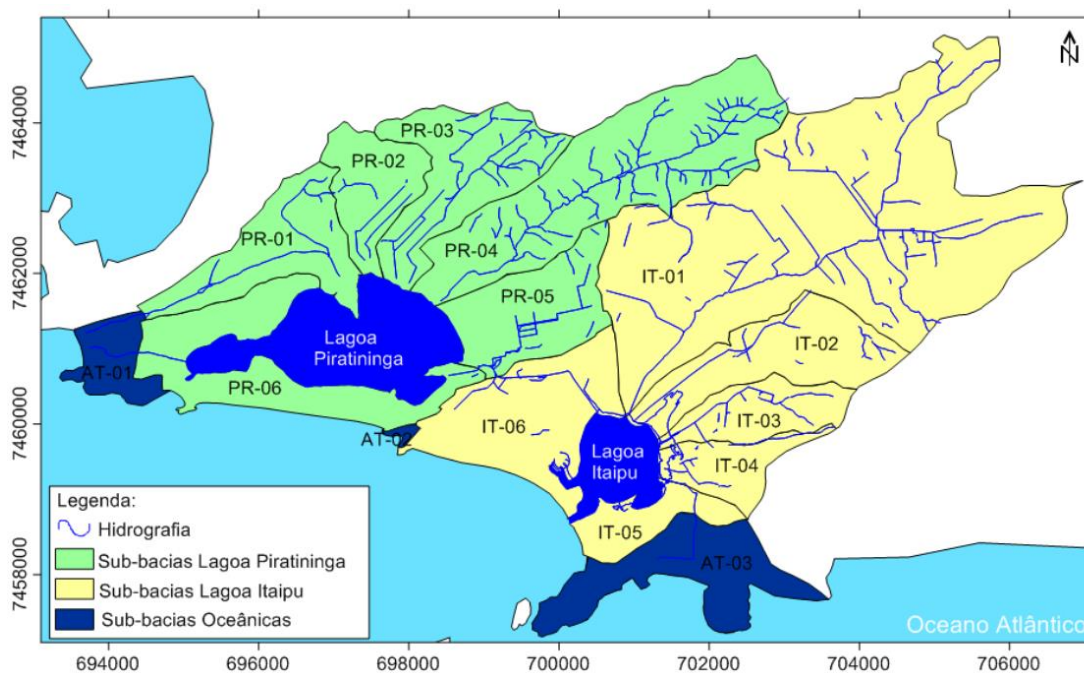 N
7464000
7462000
7460000
7458000
PR-03
PR-02
PR-01
PR-04
IT-01
PR-05
Lagoa
Piratininga
IT-02
AT-01
PR-06
IT-03
IT-06
AT-02
Lagoa
Itaipu
IT-04
IT-05
AT-03
Legenda:
Hidrografia
Sub-bacias Lagoa Piratininga
Sub-bacias Lagoa Itaipu
Sub-bacias Oceânicas
Oceano Atlântico
694000 696000 698000 700000 702000 704000 706000